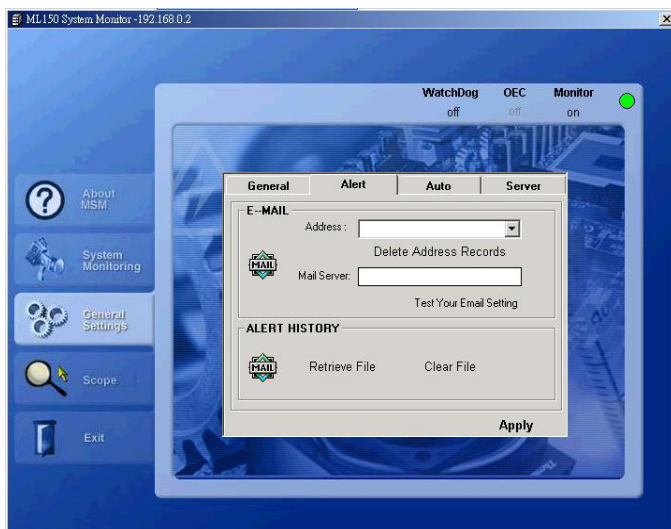 ML150 System Monitor -192.168.0.2
WatchDog OEC Monitor
off off on
About
MSM
System
Monitoring
General
Settings
Scope
Exit
General Alert Auto Server
E--MAIL
Address :
Delete Address Records
MAIL
Mail Server:
Test Your Email Setting
ALERT HISTORY
MAIL
Retrieve File Clear File
Apply